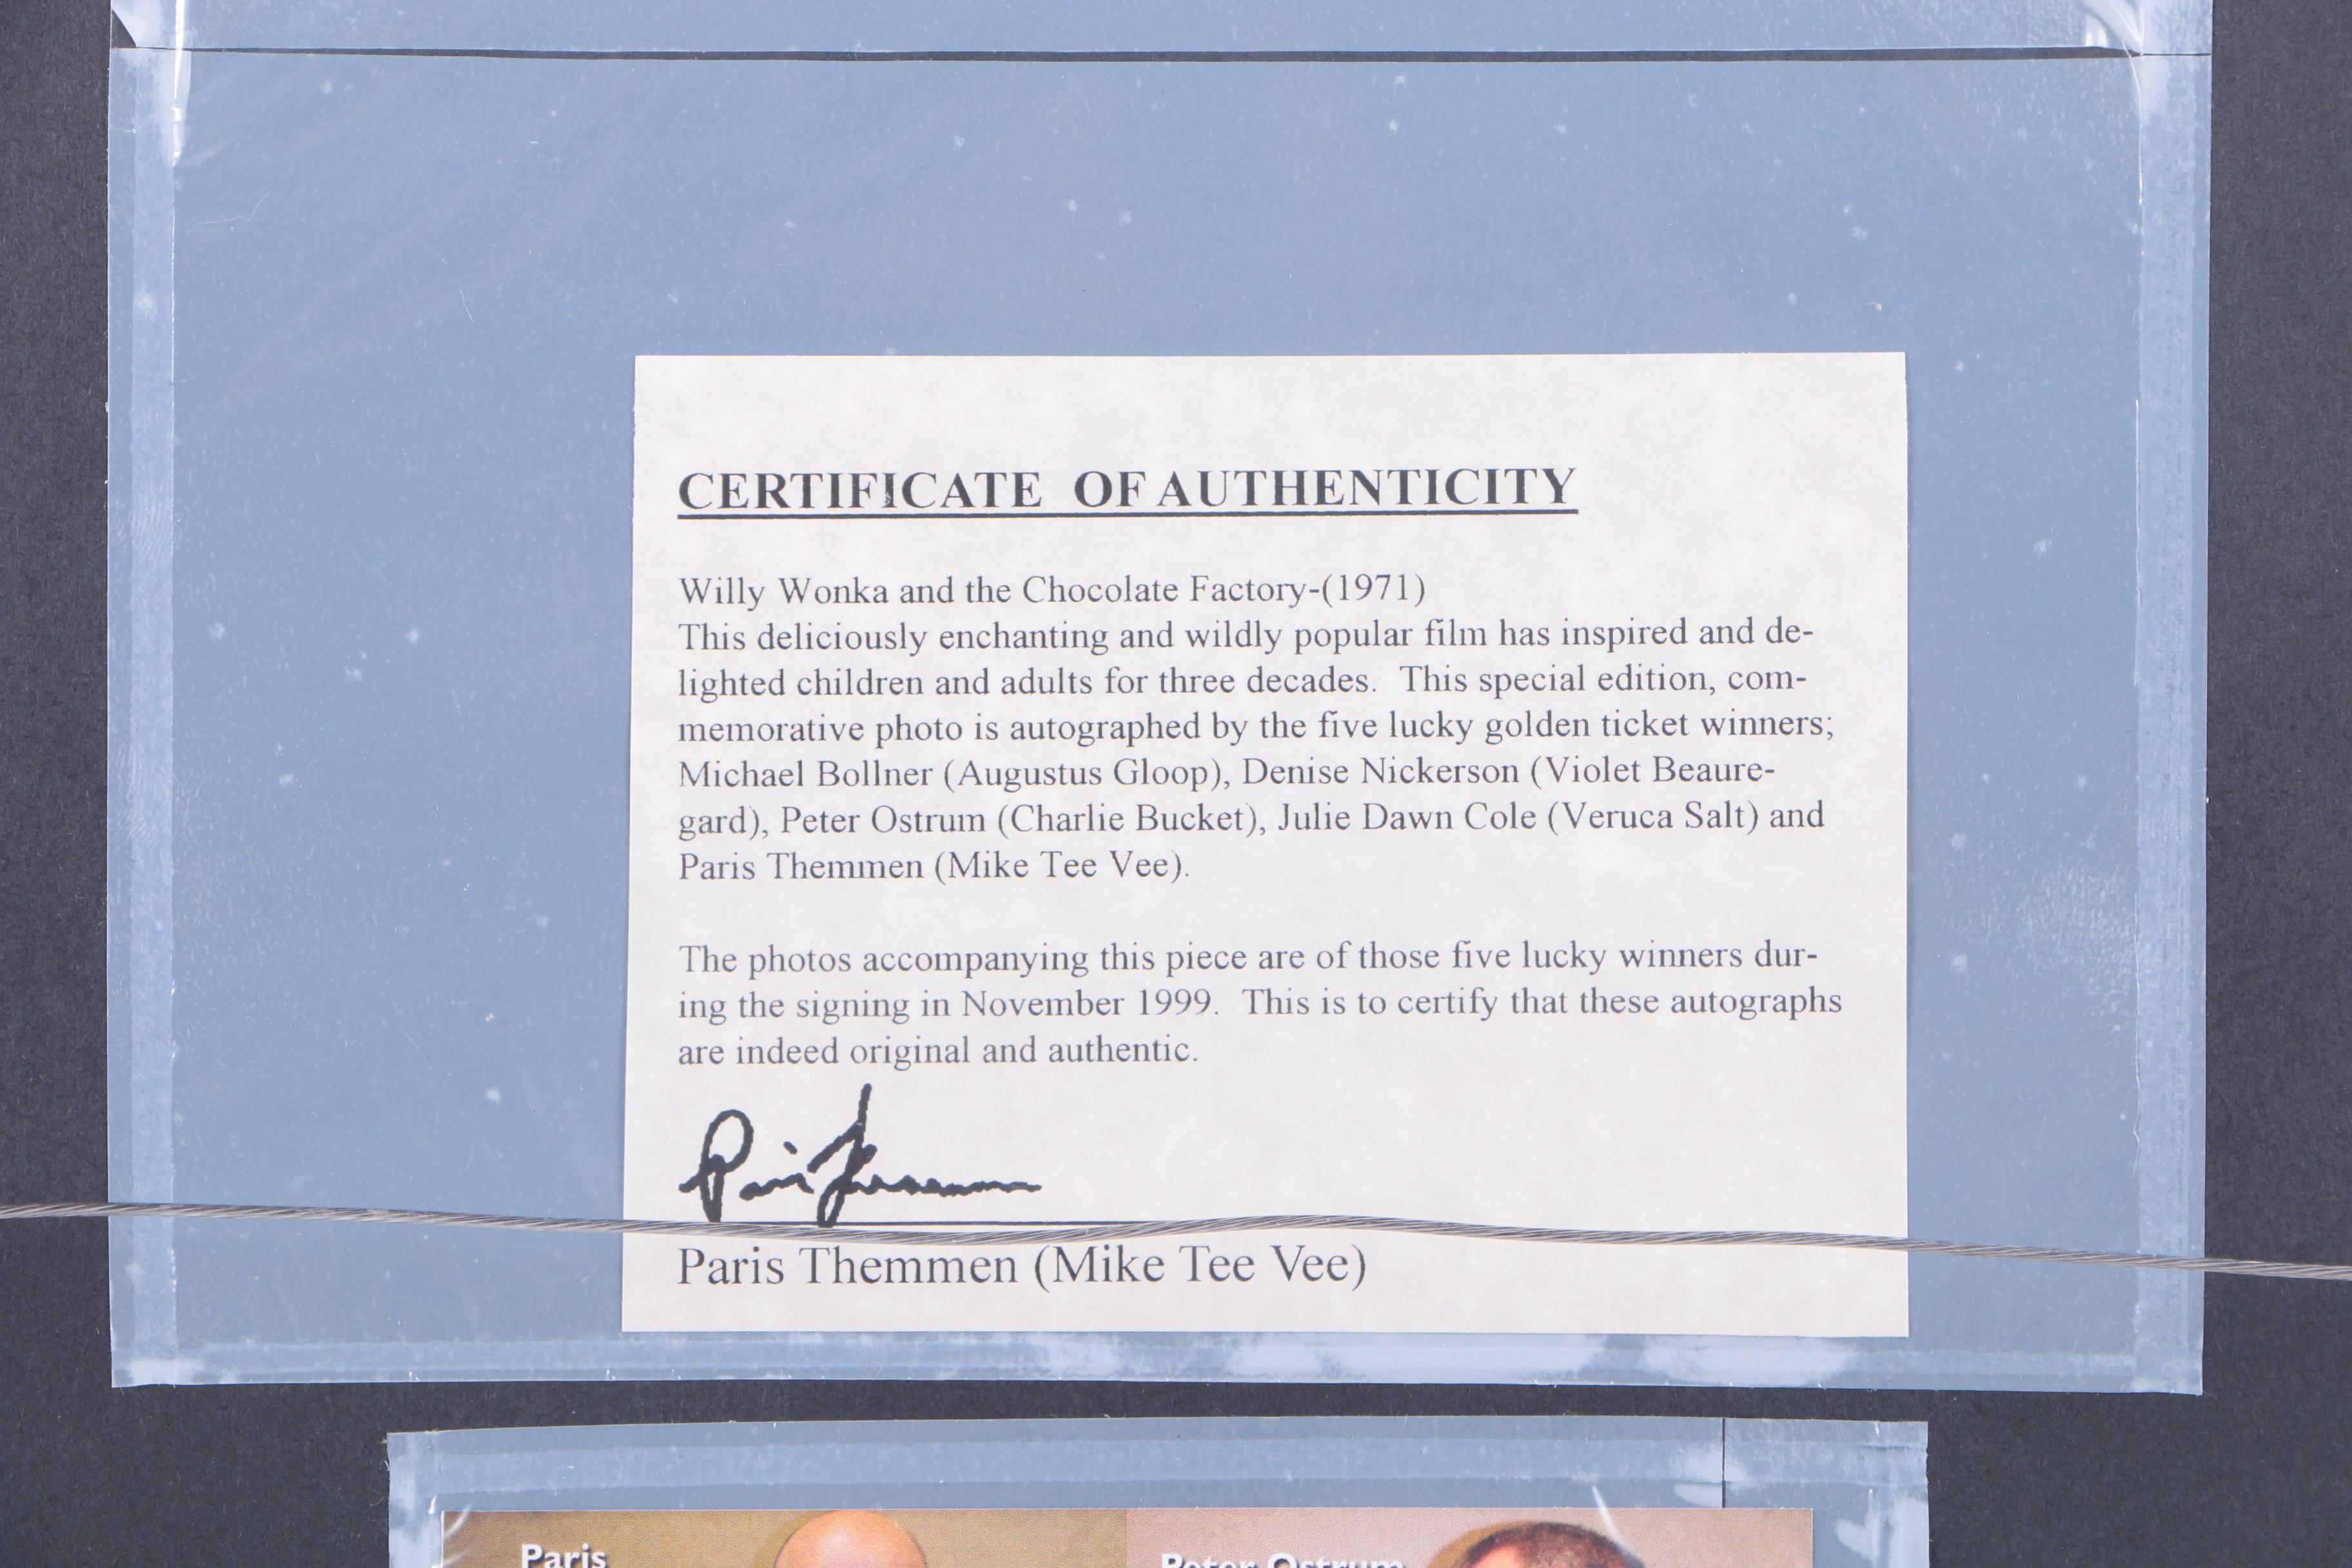 CERTIFICATE OF AUTHENTICITY
Willy Wonka and the Chocolate Factory-(1971)
This deliciously enchanting and wildly popular film has inspired and de-
lighted children and adults for three decades. This special edition, com-
memorative photo is autographed by the five lucky golden ticket winners;
Michael Bollner (Augustus Gloop), Denise Nickerson (Violet Beaure-
gard), Peter Ostrum (Charlie Bucket), Julie Dawn Cole (Veruca Salt) and
Paris Themmen (Mike Tee Vee).
The photos accompanying this piece are of those five lucky winners dur-
ing the signing in November 1999. This is to certify that these autographs
are indeed original and authentic.
Paris Themmen
Paris Themmen (Mike Tee Vee)
Paris
Peter Ostrum